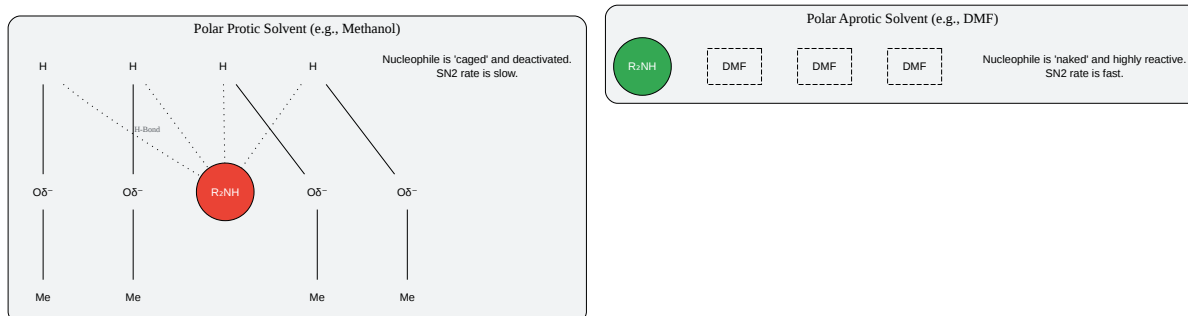 Polar Protic Solvent (e.g., Methanol)
Nucleophile is 'caged' and deactivated.
SN2 rate is slow.
H
H
H
H
H-Bond
Oδ⁻
Oδ⁻
R₂NH
Oδ⁻
Oδ⁻
Me
Me
Me
Me
Polar Aprotic Solvent (e.g., DMF)
R₂NH
DMF
DMF
DMF
Nucleophile is 'naked' and highly reactive.
SN2 rate is fast.